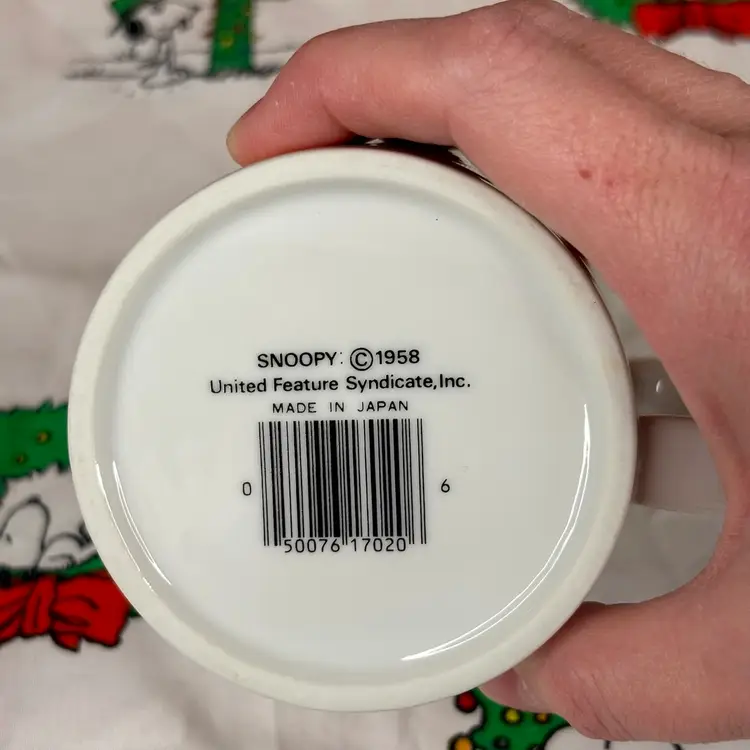 SNOOPY: ©1958
United Feature Syndicate, Inc.
MADE IN JAPAN
0 50076 17020 6